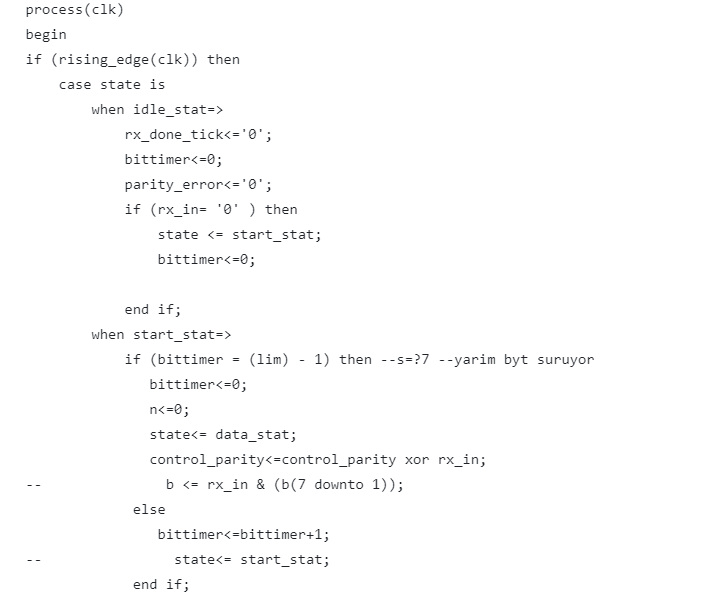 process(clk)
begin
if (rising_edge(clk)) then
    case state is
        when idle_stat=>
            rx_done_tick<='0';
            bittimer<=0;
            parity_error<='0';
            if (rx_in= '0' ) then
                state <= start_stat;
                bittimer<=0;

            end if;
        when start_stat=>
            if (bittimer = (lim) - 1) then --s=?7 --yarim byt suruyor
               bittimer<=0;
               n<=0;
               state<= data_stat;
               control_parity<=control_parity xor rx_in;
--               b <= rx_in & (b(7 downto 1));
             else
                bittimer<=bittimer+1;
--                state<= start_stat;
             end if;